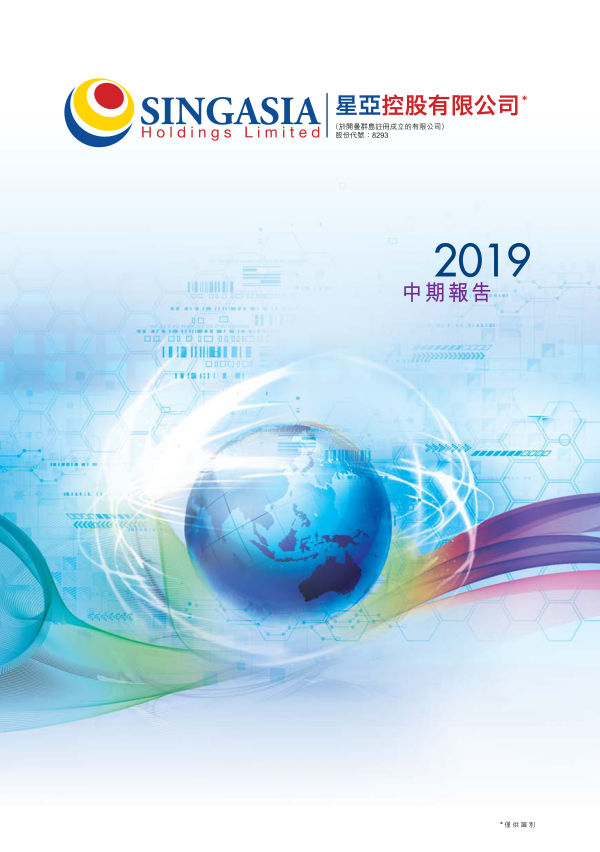 SINGASIA
Holdings Limited
星亞控股有限公司*
(於開曼群島註冊成立的有限公司)
股份代號：8293
2019
中期報告
*僅供識別